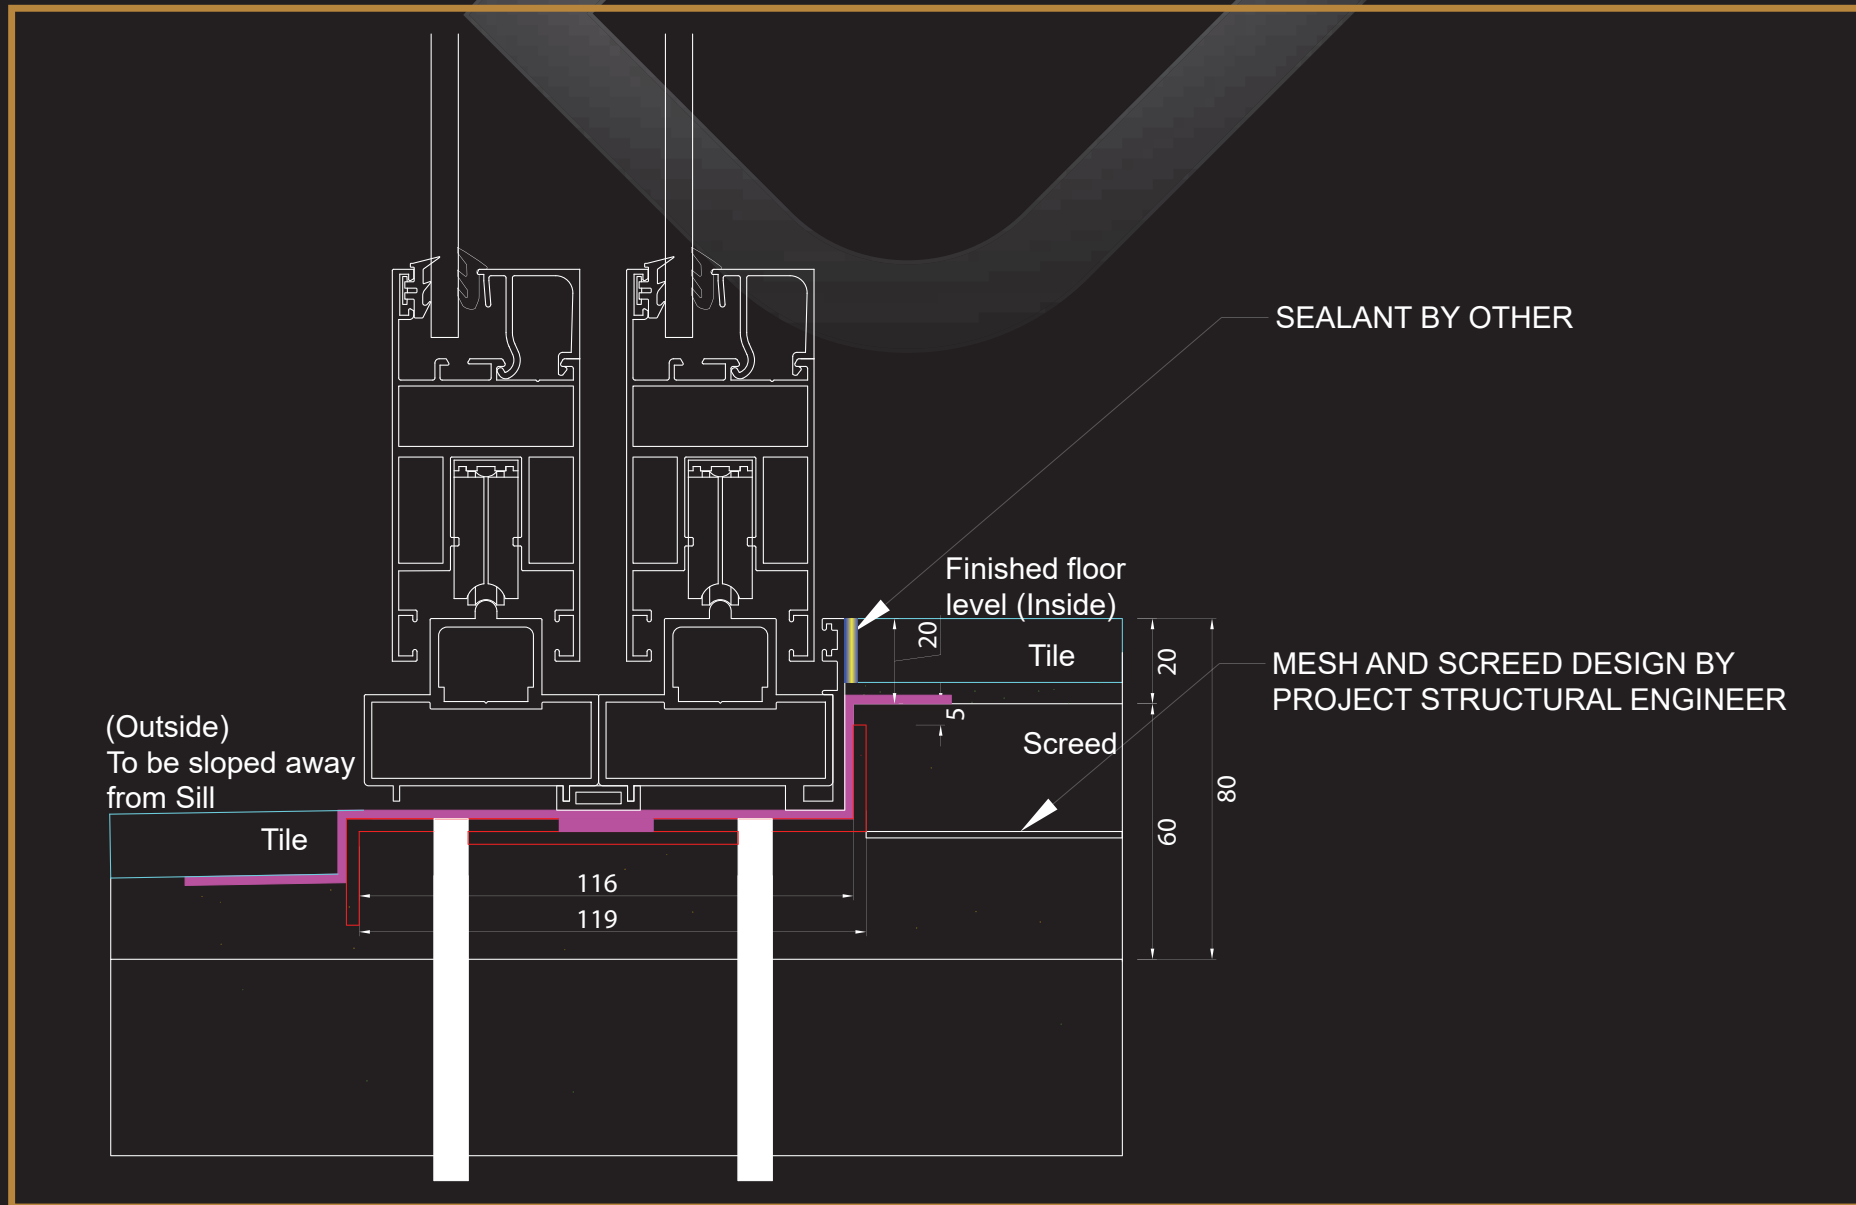 SEALANT BY OTHER
Finished floor
level (Inside)
20
Tile
20
MESH AND SCREED DESIGN BY
PROJECT STRUCTURAL ENGINEER
5
(Outside)
To be sloped away
from Sill
Screed
80
60
Tile
116
119